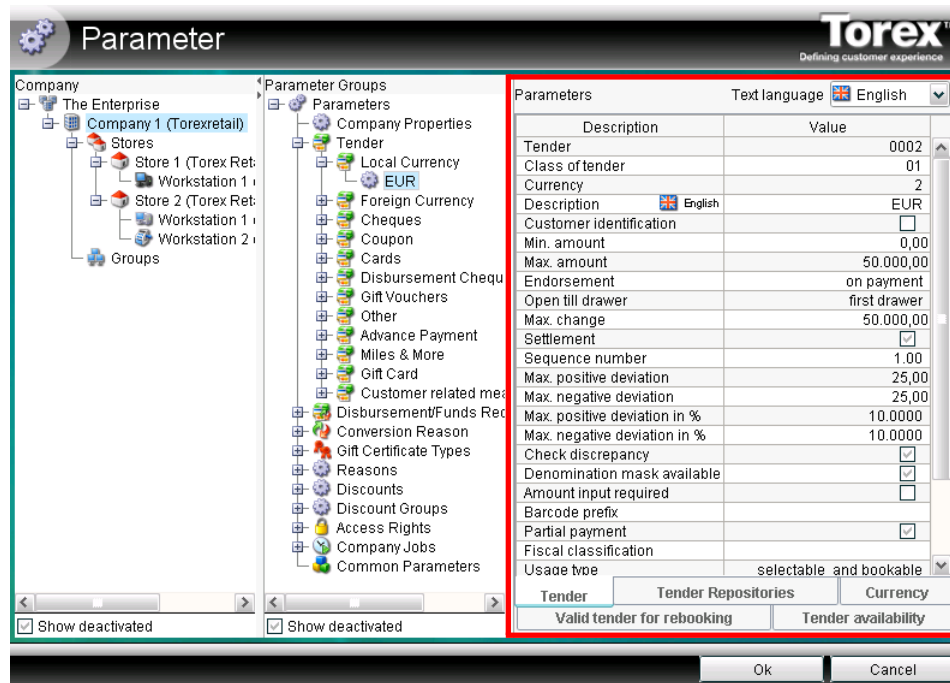 Parameter
Torex
Defining customer experience
Company
The Enterprise
Company 1 (Torexretail)
Stores
Store 1 (Torex Reta
Workstation 1
Store 2 (Torex Reta
Workstation 1
Workstation 2
Groups
Show deactivated
Parameter Groups
Parameters
Company Properties
Tender
Local Currency
EUR
Foreign Currency
Cheques
Coupon
Cards
Disbursement Chequ
Gift Vouchers
Other
Advance Payment
Miles & More
Gift Card
Customer related mea
Disbursement/Funds Rec
Conversion Reason
Gift Certificate Types
Reasons
Discounts
Discount Groups
Access Rights
Company Jobs
Common Parameters
Show deactivated
Parameters Text language English
Description Value
Tender 0002
Class of tender 01
Currency 2
Description English EUR
Customer identification
Min. amount 0,00
Max. amount 50.000,00
Endorsement on payment
Open till drawer first drawer
Max. change 50.000,00
Settlement
Sequence number 1.00
Max. positive deviation 25,00
Max. negative deviation 25,00
Max. positive deviation in % 10.0000
Max. negative deviation in % 10.0000
Check discrepancy
Denomination mask available
Amount input required
Barcode prefix
Partial payment
Fiscal classification
Usage type selectable and bookable
Tender Tender Repositories Currency
Valid tender for rebooking Tender availability
Ok Cancel